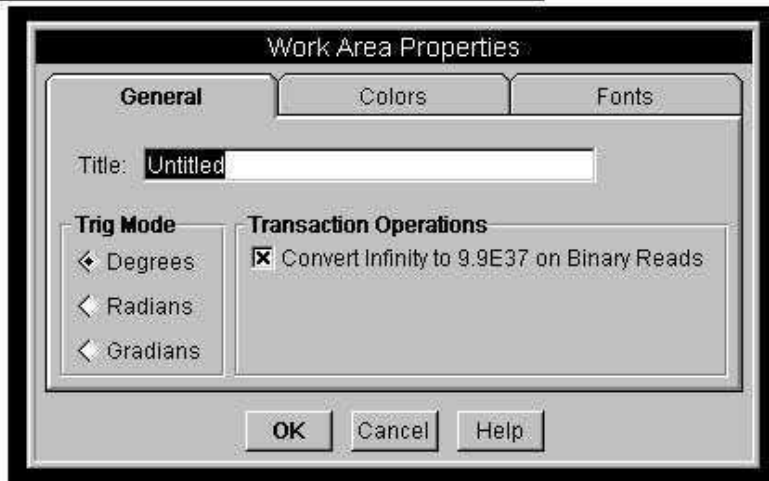 Work Area Properties
General Colors Fonts
Title: Untitled
Trig Mode
Degrees
Radians
Gradians
Transaction Operations
Convert Infinity to 9.9E37 on Binary Reads
OK Cancel Help